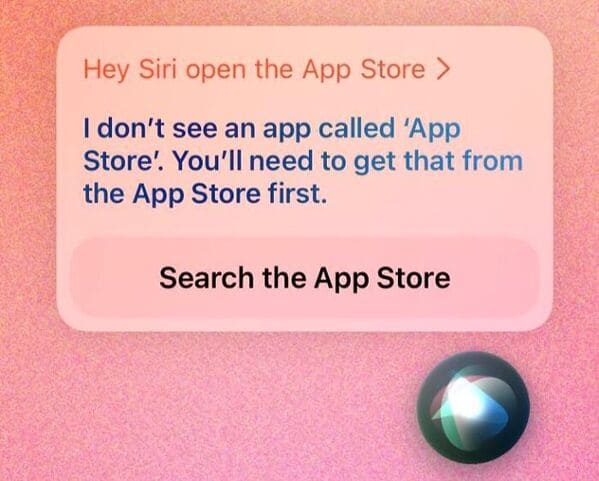 Hey Siri open the App Store >
I don’t see an app called ‘App
Store’. You’ll need to get that from
the App Store first.
Search the App Store